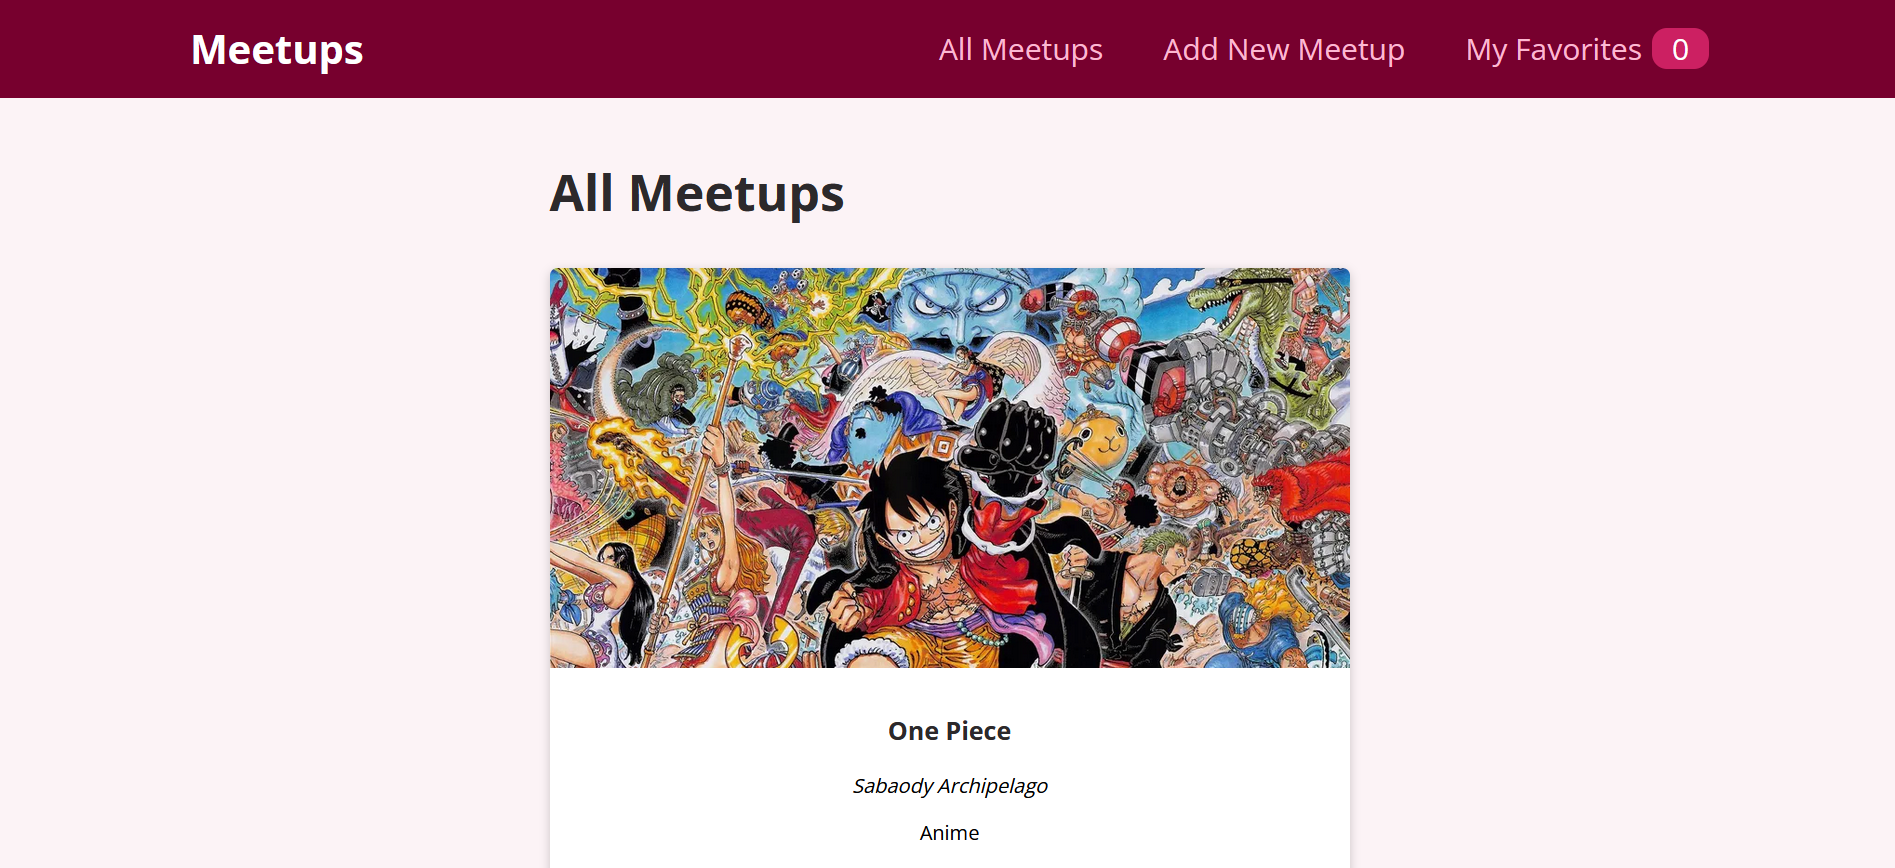 Meetups
All Meetups
Add New Meetup
My Favorites 0
All Meetups
One Piece
Sabaody Archipelago
Anime